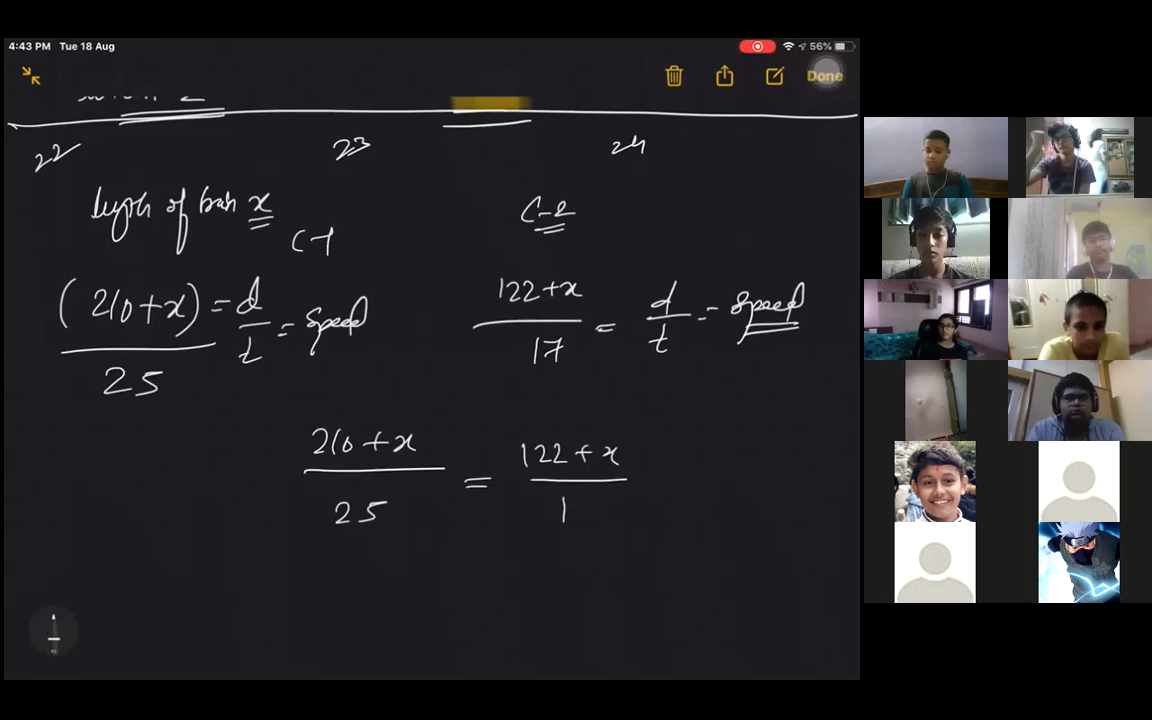 4:43 PM Tue 18 Aug
56%
Done
22 23 24
length of train x
C-1
C-2
(210+x) = d = speed
25 t
122+x = d = speed
17 t
210+x = 122+x
25 1